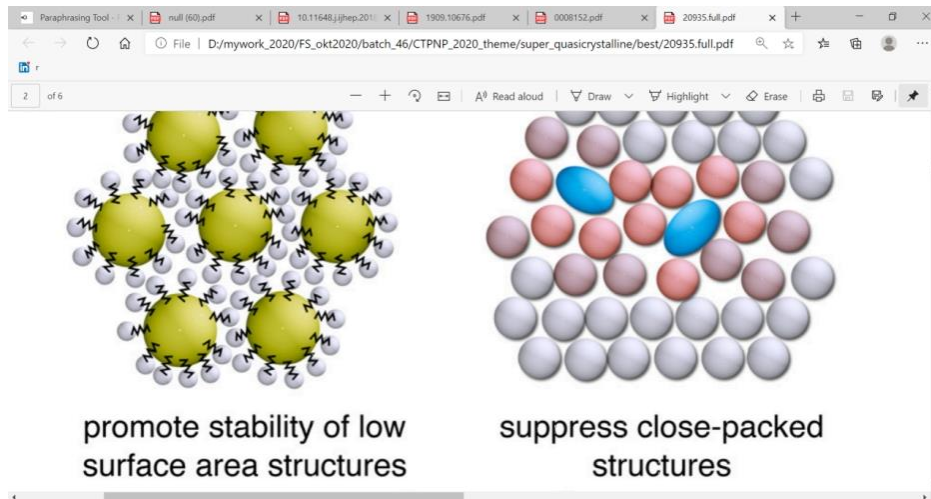 Paraphrasing Tool -
null (60).pdf
10.11648.j.ijhep.201
1909.10676.pdf
0008152.pdf
20935.full.pdf
File | D:/mywork_2020/FS_okt2020/batch_46/CTPNP_2020_theme/super_quasicrystalline/best/20935.full.pdf
r
2 of 6
Read aloud
Draw
Highlight
Erase
promote stability of low
surface area structures
suppress close-packed
structures